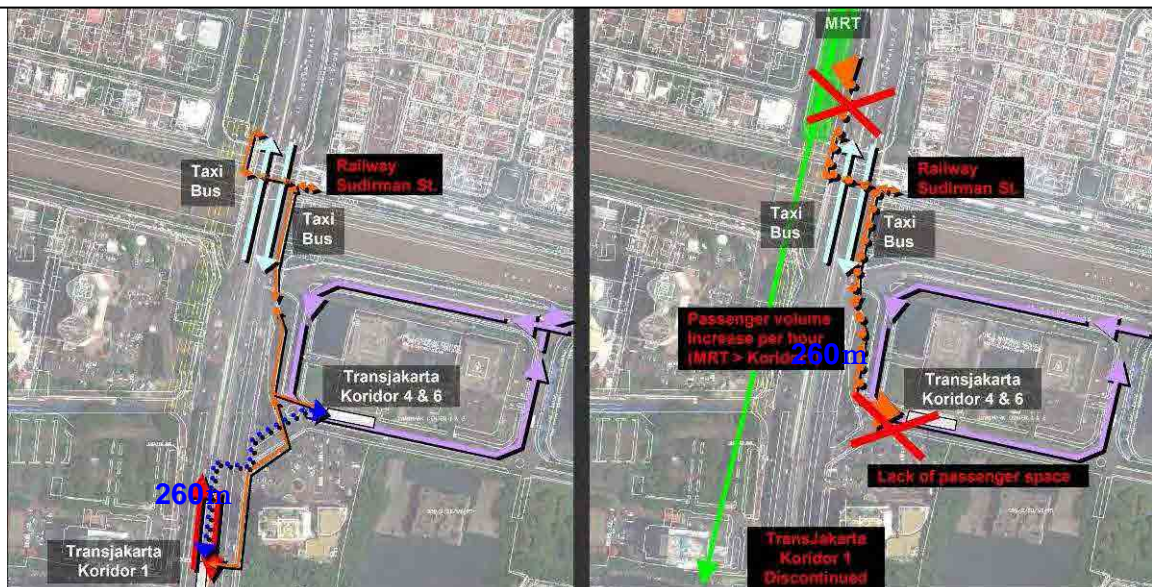 Taxi
Bus
Railway
Sudirman St.
Taxi
Bus
Transjakarta
Koridor 4 & 6
260m
Transjakarta
Koridor 1
MRT
Railway
Sudirman St.
Taxi
Bus
Taxi
Bus
Passenger volume
Increase per hour
(MRT > Korido
260m
Transjakarta
Koridor 4 & 6
Lack of passenger space
TransJakarta
Koridor 1
Discontinued